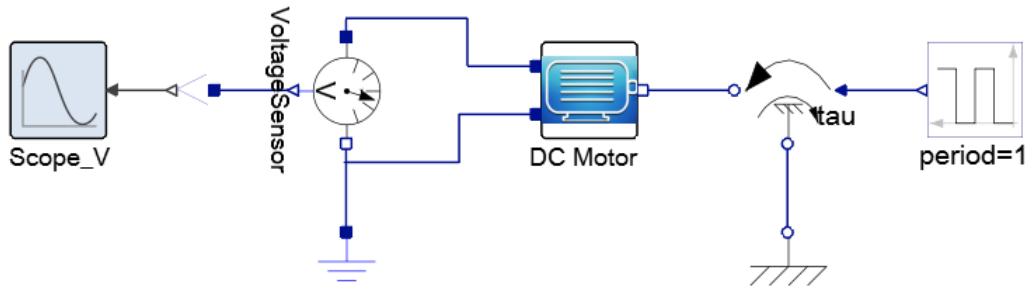 VoltageSensor
V
tau
Scope_V
DC Motor
period=1